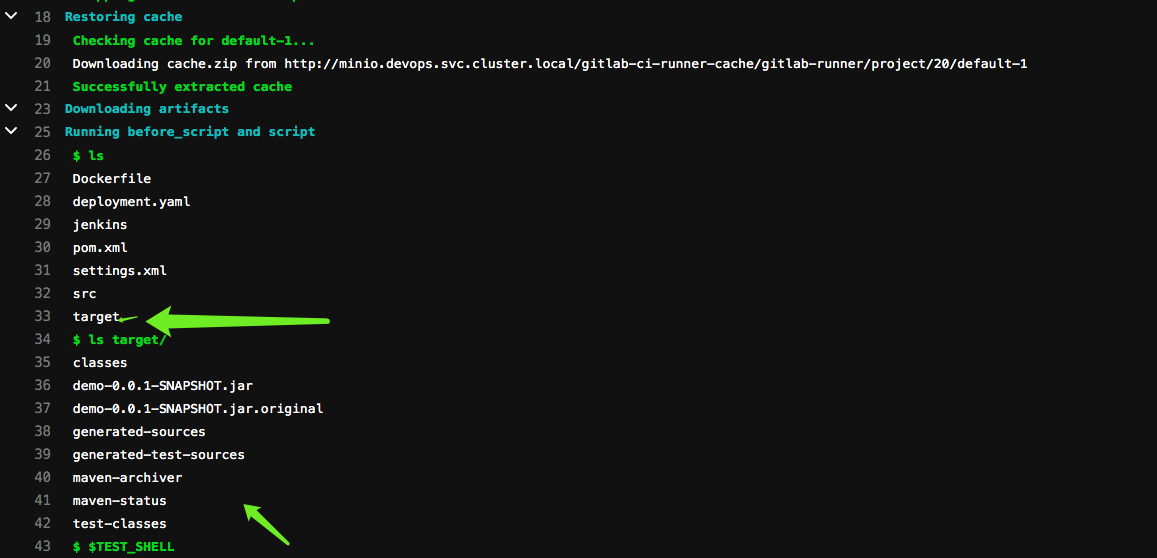 18 Restoring cache
19 Checking cache for default-1...
20 Downloading cache.zip from http://minio.devops.svc.cluster.local/gitlab-ci-runner-cache/gitlab-runner/project/20/default-1
21 Successfully extracted cache
23 Downloading artifacts
25 Running before_script and script
26 $ ls
27 Dockerfile
28 deployment.yaml
29 jenkins
30 pom.xml
31 settings.xml
32 src
33 target
34 $ ls target/
35 classes
36 demo-0.0.1-SNAPSHOT.jar
37 demo-0.0.1-SNAPSHOT.jar.original
38 generated-sources
39 generated-test-sources
40 maven-archiver
41 maven-status
42 test-classes
43 $ $TEST_SHELL